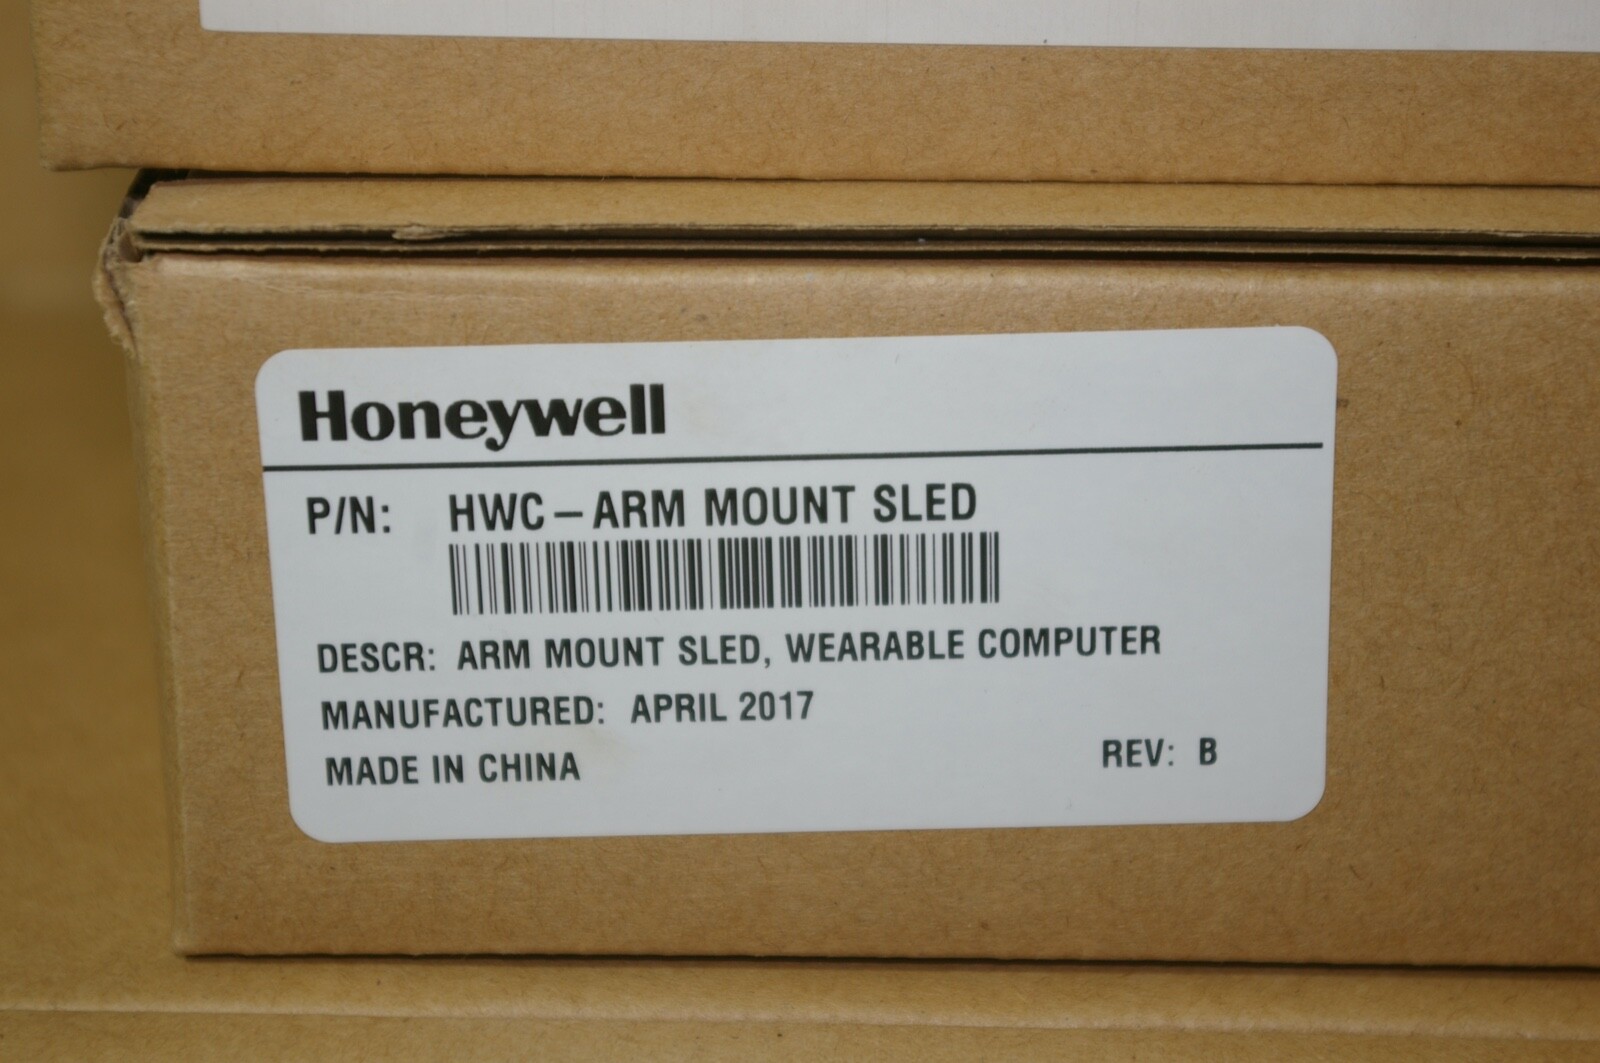 Honeywell
P/N: HWC-ARM MOUNT SLED
DESCR: ARM MOUNT SLED, WEARABLE COMPUTER
MANUFACTURED: APRIL 2017
MADE IN CHINA
REV: B